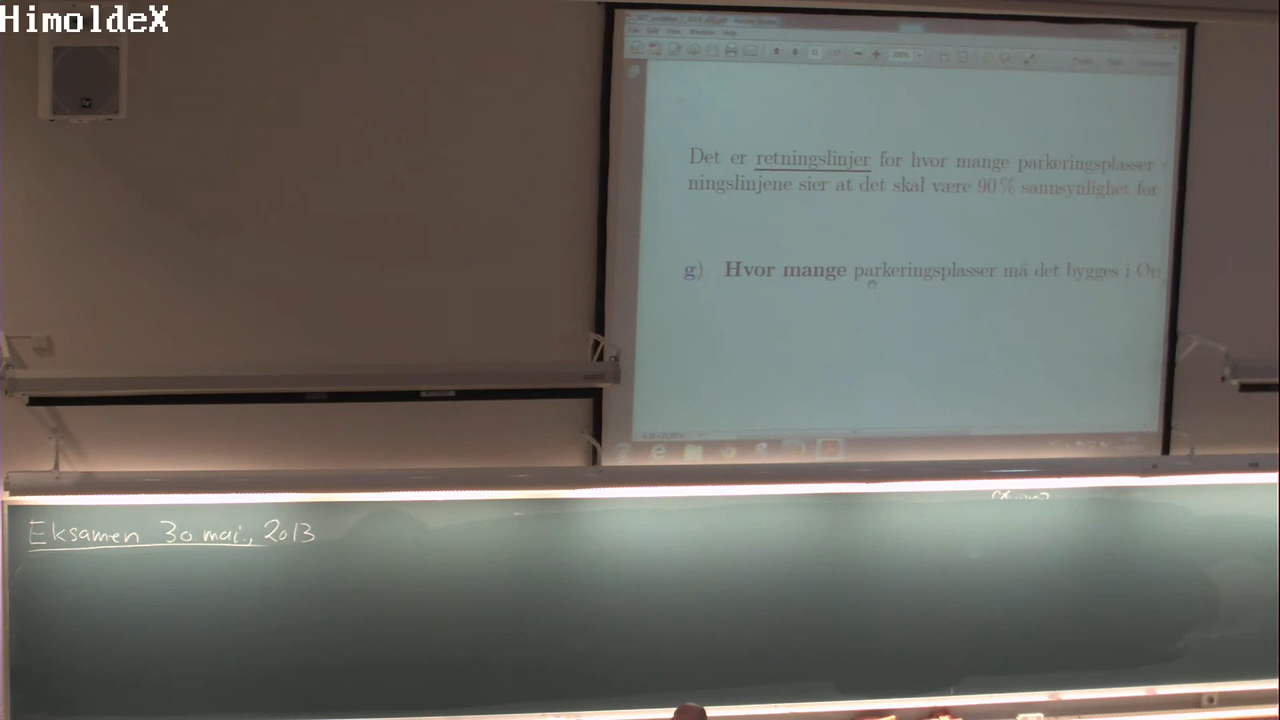 HimoldeX
Det er retningslinjer for hvor mange parkeringsplasser
ningslinjene sier at det skal være 90 % sannsynlighet for
g) Hvor mange parkeringsplasser må det bygges i Ør
Eksamen 30 mai., 2013